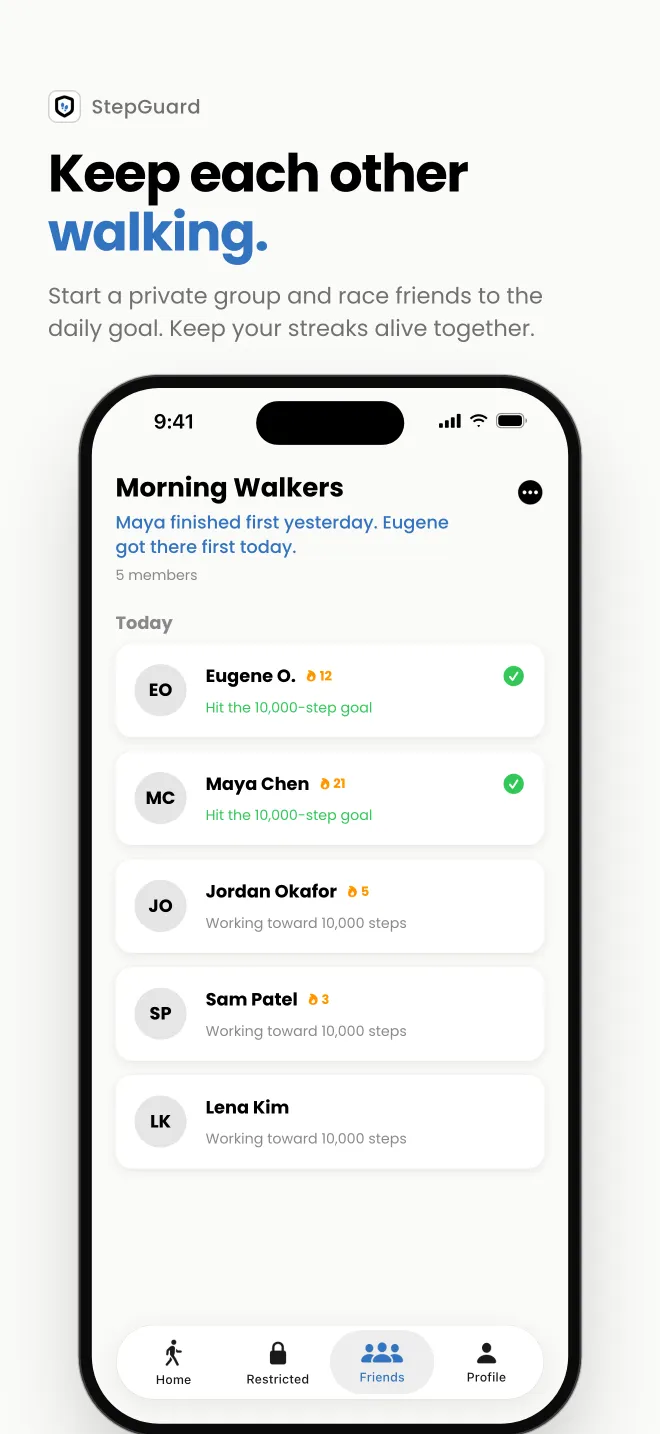 StepGuard
Keep each other
walking.
Start a private group and race friends to the
daily goal. Keep your streaks alive together.
9:41
Morning Walkers
Maya finished first yesterday. Eugene
got there first today.
5 members
Today
EO
Eugene O. 12
Hit the 10,000-step goal
MC
Maya Chen 21
Hit the 10,000-step goal
JO
Jordan Okafor 5
Working toward 10,000 steps
SP
Sam Patel 3
Working toward 10,000 steps
LK
Lena Kim
Working toward 10,000 steps
Home
Restricted
Friends
Profile